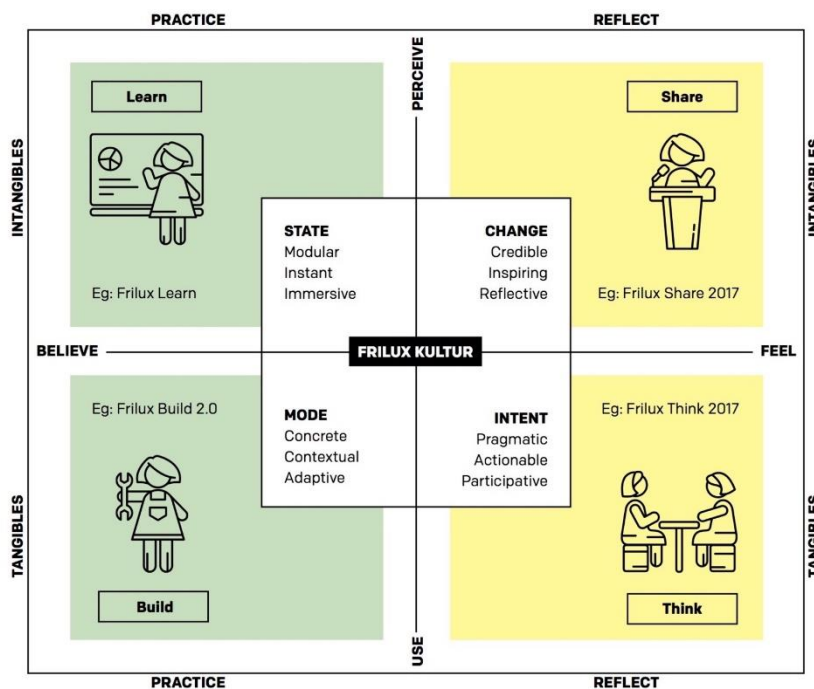 PRACTICE
REFLECT
Learn
PERCEIVE
Share
INTANGIBLES
INTANGIBLES
STATE
Modular
Instant
Immersive
CHANGE
Credible
Inspiring
Reflective
Eg: Frilux Learn
Eg: Frilux Share 2017
BELIEVE
FRILUX KULTUR
FEEL
Eg: Frilux Build 2.0
Eg: Frilux Think 2017
MODE
Concrete
Contextual
Adaptive
INTENT
Pragmatic
Actionable
Participative
TANGIBLES
TANGIBLES
Build
Think
USE
PRACTICE
REFLECT